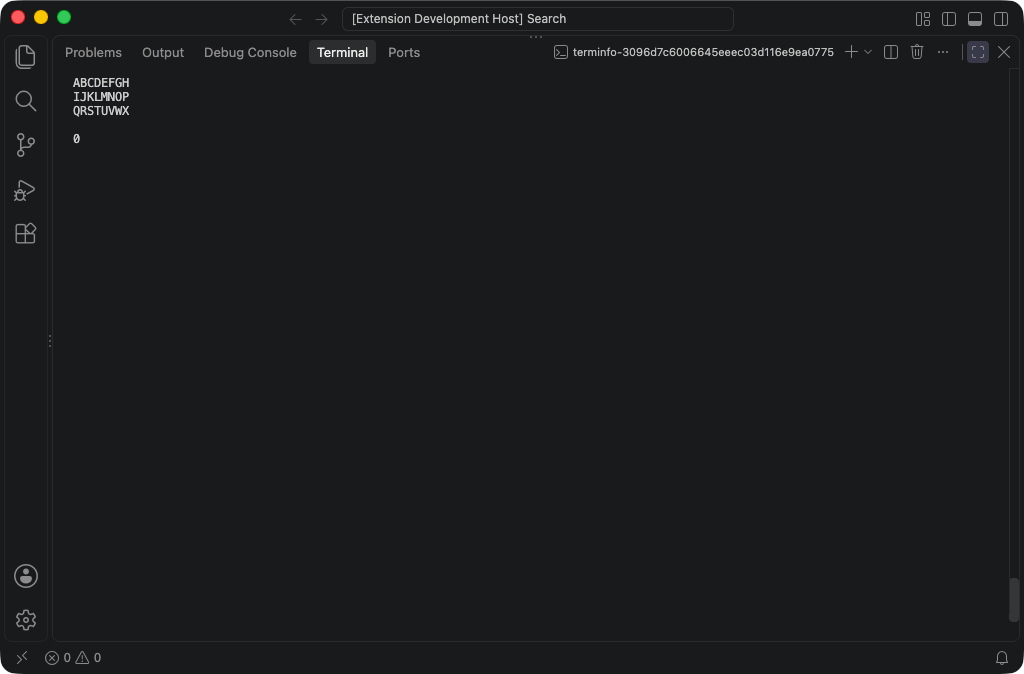 [Extension Development Host] Search
Problems Output Debug Console Terminal Ports terminfo-3096d7c6006645eeec03d116e9ea0775
ABCDEFGH
IJKLMNOP
QRSTUVWX
0
0 0